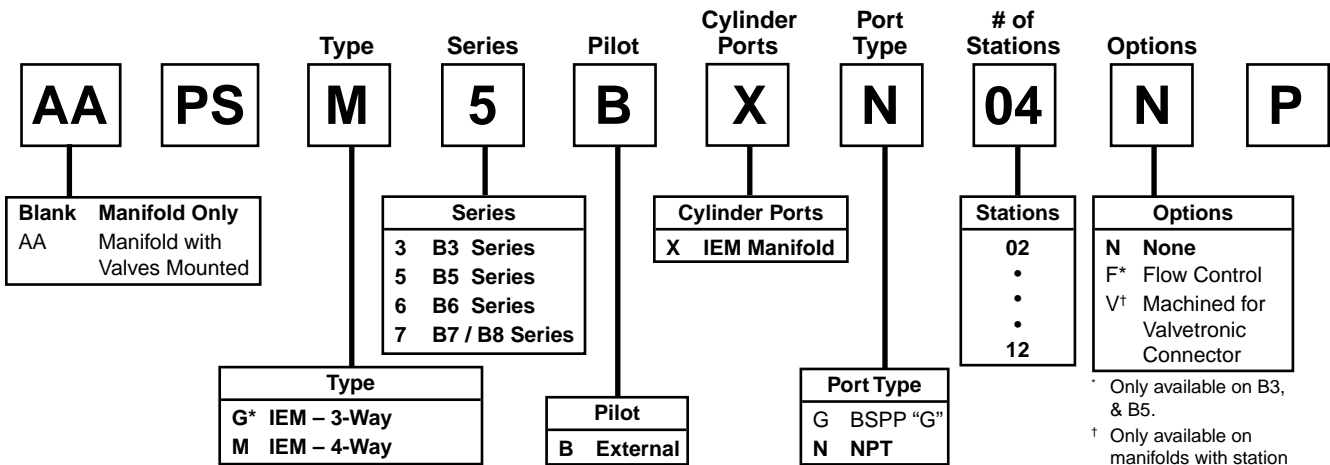 Type
Series
Pilot
Cylinder
Ports
Port
Type
# of
Stations
Options
AA PS M 5 B X N 04 N P
Blank Manifold Only
AA Manifold with
Valves Mounted
Series
3 B3 Series
5 B5 Series
6 B6 Series
7 B7 / B8 Series
Cylinder Ports
X IEM Manifold
Stations
02
•
•
•
12
Options
N None
F* Flow Control
V† Machined for
Valvetronic
Connector
* Only available on B3,
& B5.
† Only available on
manifolds with station
Type
G* IEM – 3-Way
M IEM – 4-Way
Pilot
B External
Port Type
G BSPP “G”
N NPT